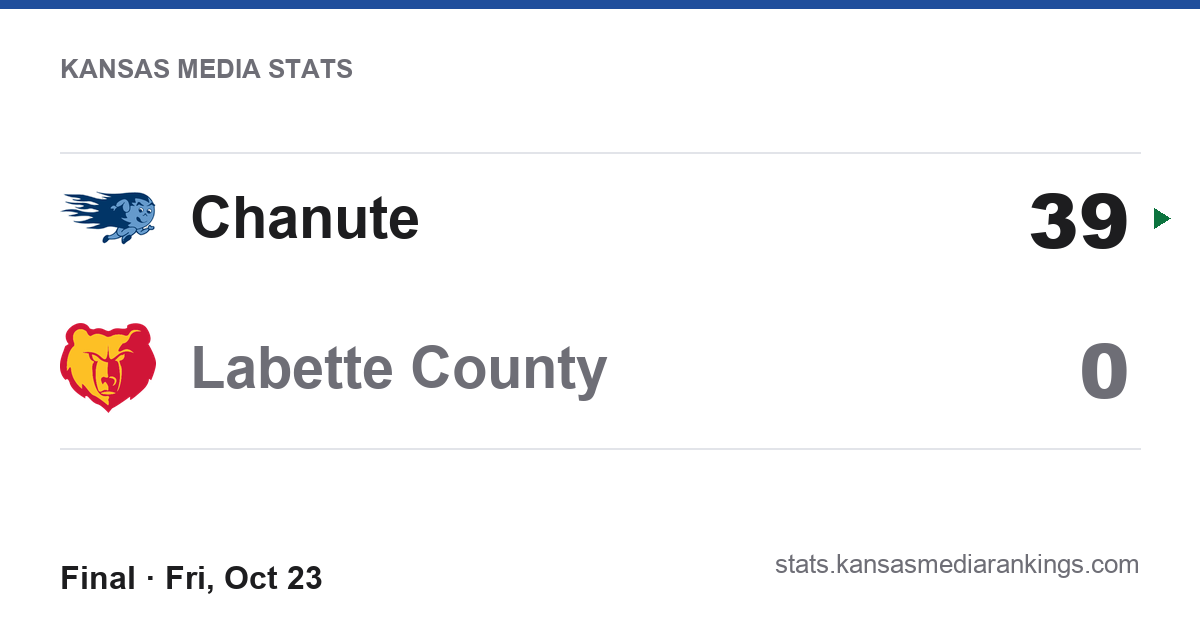 KANSAS MEDIA STATS
Chanute 39
Labette County 0
Final · Fri, Oct 23
stats.kansasmediarankings.com